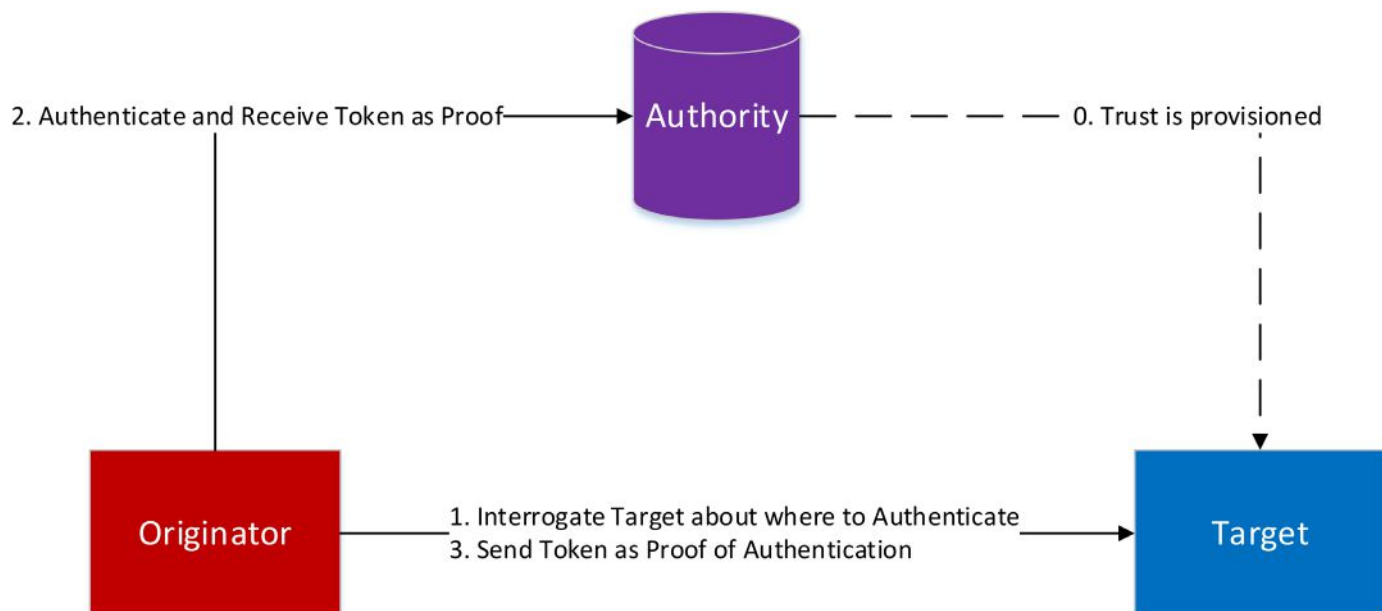 2. Authenticate and Receive Token as Proof
Authority
0. Trust is provisioned
Originator
1. Interrogate Target about where to Authenticate
3. Send Token as Proof of Authentication
Target